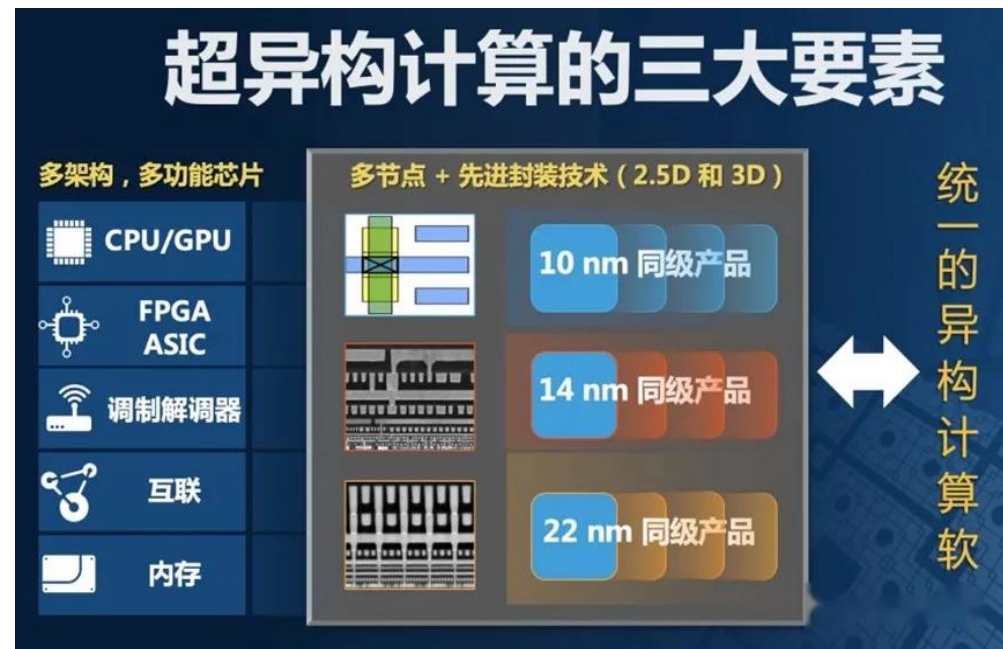 超异构计算的三大要素
多架构，多功能芯片
CPU/GPU
FPGA
ASIC
调制解调器
互联
内存
多节点 + 先进封装技术（2.5D 和 3D）
10 nm 同级产品
14 nm 同级产品
22 nm 同级产品
统一的异构计算软